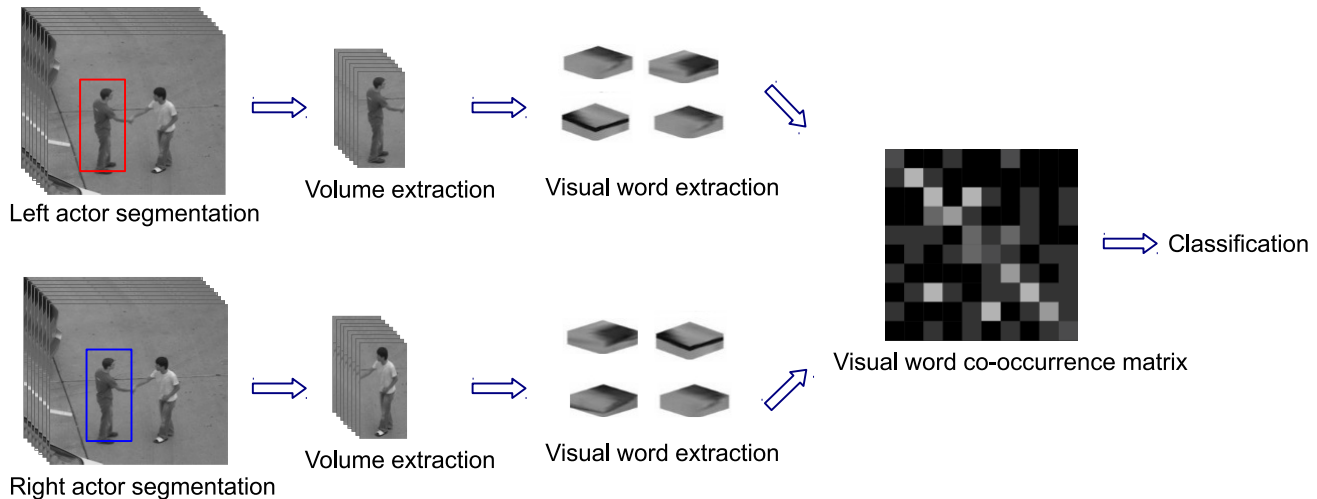 Left actor segmentation
Volume extraction
Visual word extraction
Right actor segmentation
Volume extraction
Visual word extraction
Visual word co-occurrence matrix
Classification